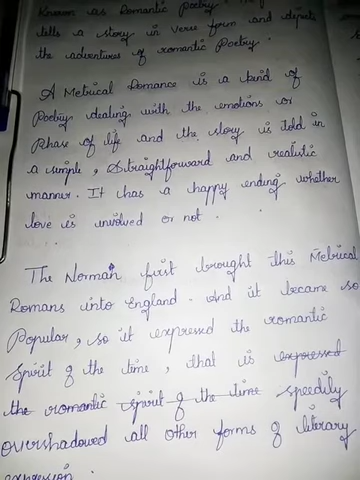 Known as Romantic Poetry. The
tells a story in Verse form and depicts
the adventures of romantic Poetry.
A Metrical Romance is a kind of
Poetry dealing with the emotions or
Phase of life and the story is told in
a simple, Straightforward and realistic
manner. It has a happy ending whether
love is involved or not.
The Norman first brought this Metrical
Romans into England. And it became so
Popular, so it expressed the romantic
Spirit of the time, that is expressed
the romantic spirit of the time speedily
overshadowed all other forms of literary
expression.